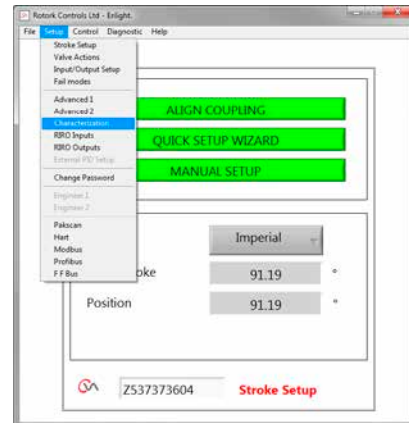 Rotork Controls Ltd - Enlight.
File Setup Control Diagnostic Help
Stroke Setup
Valve Actions
Input/Output Setup
Fail modes
Advanced 1
Advanced 2
Characterization
RIRO Inputs
RIRO Outputs
External PID Setup
Change Password
Engineer 1
Engineer 2
Pakscan
Hart
Modbus
Profibus
F F Bus
ALIGN COUPLING
QUICK SETUP WIZARD
MANUAL SETUP
Imperial
oke 91.19 °
Position 91.19 °
Z537373604 Stroke Setup